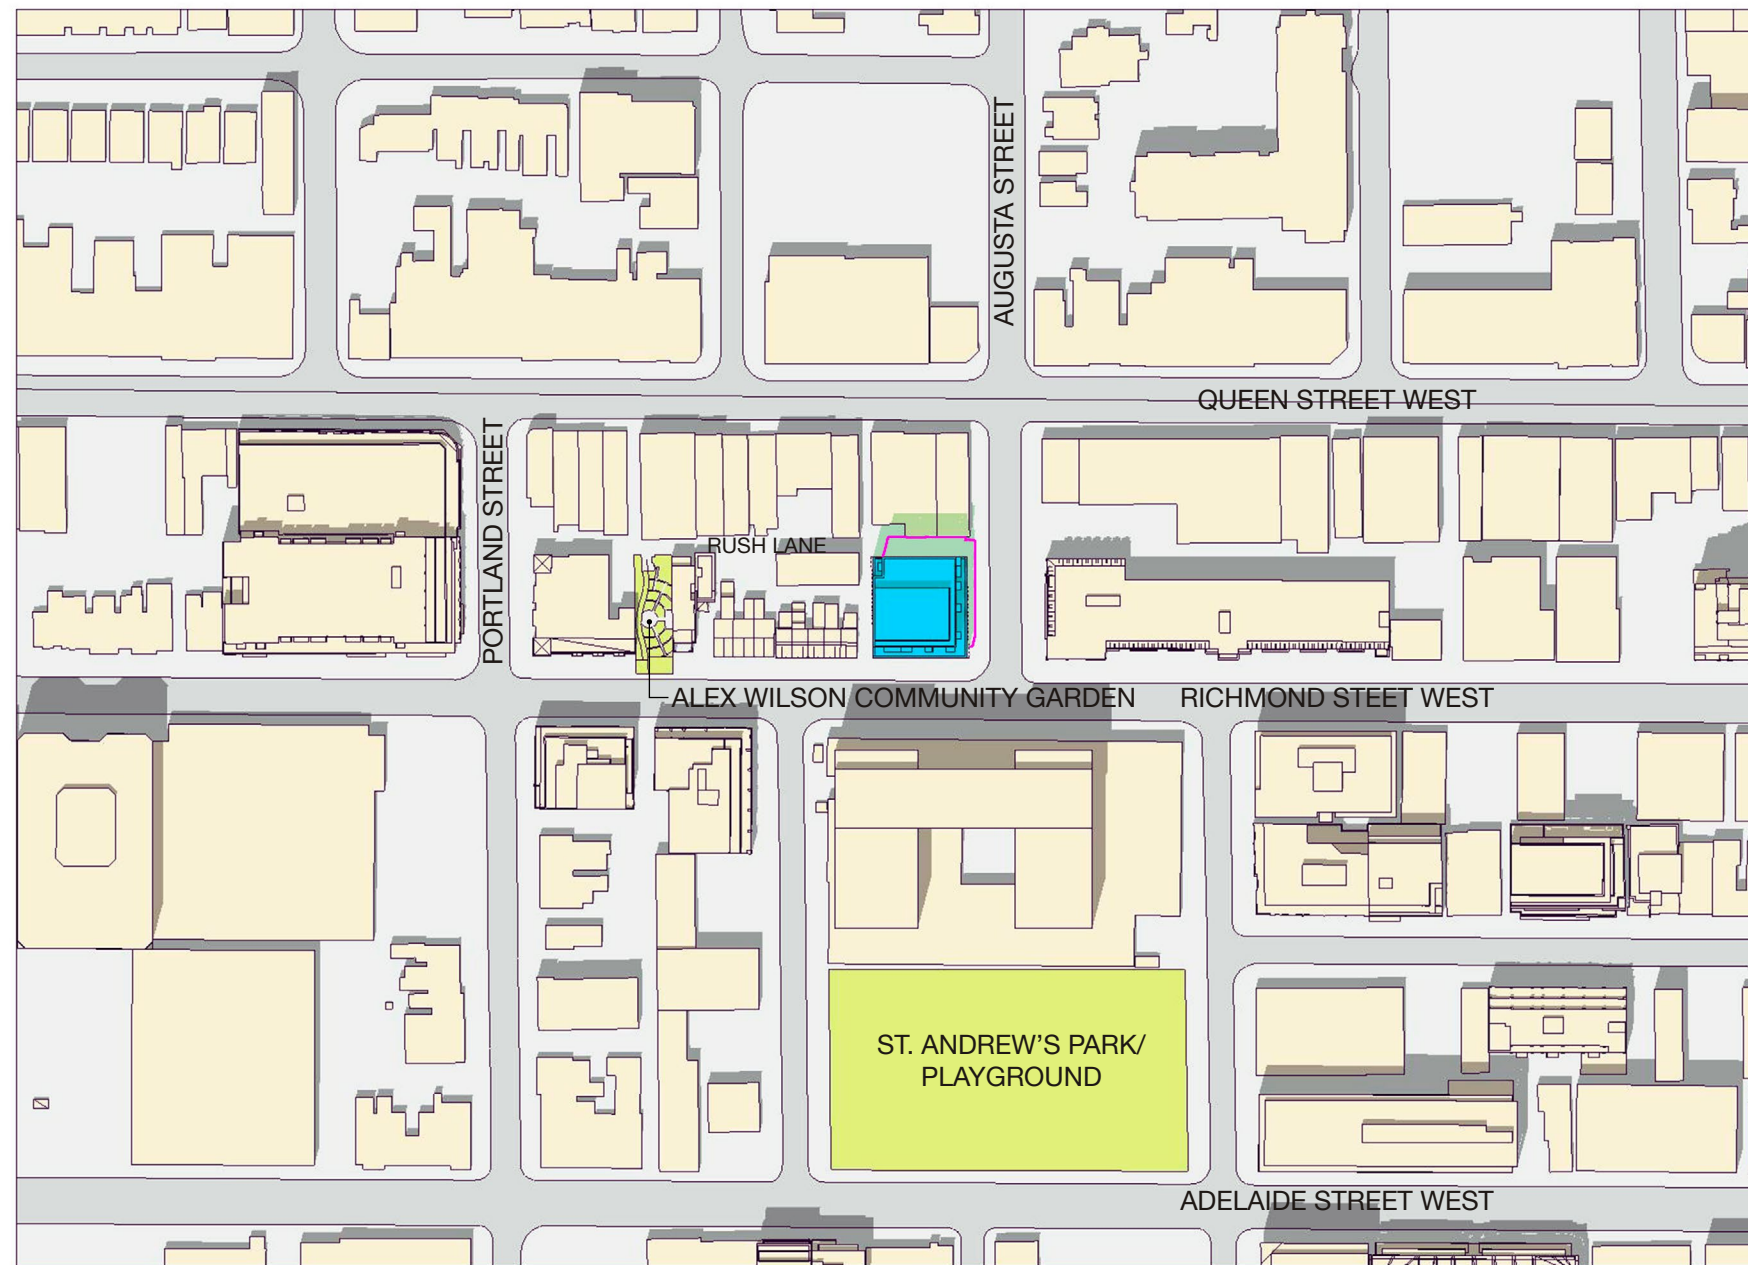 AUGUSTA STREET
QUEEN STREET WEST
PORTLAND STREET
RUSH LANE
ALEX WILSON COMMUNITY GARDEN
RICHMOND STEET WEST
ST. ANDREW'S PARK/
PLAYGROUND
ADELAIDE STREET WEST